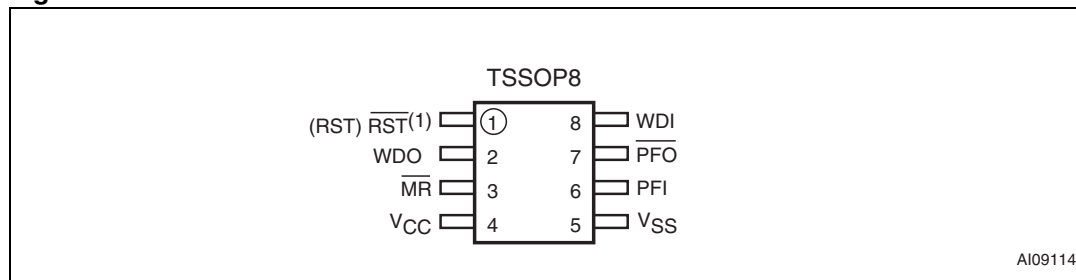 TSSOP8
(RST) RST(1) 1 8 WDI
WDO 2 7 PFO
MR 3 6 PFI
VCC 4 5 VSS
AI09114